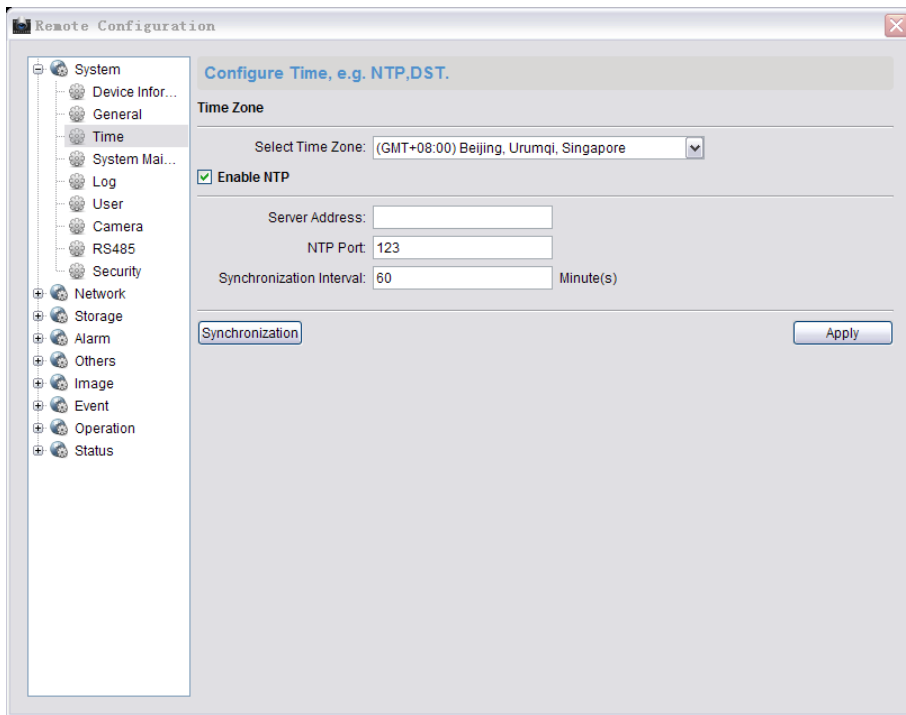 Remote Configuration
System
Device Infor...
General
Time
System Mai...
Log
User
Camera
RS485
Security
Network
Storage
Alarm
Others
Image
Event
Operation
Status
Configure Time, e.g. NTP,DST.
Time Zone
Select Time Zone: (GMT+08:00) Beijing, Urumqi, Singapore
Enable NTP
Server Address:
NTP Port: 123
Synchronization Interval: 60 Minute(s)
Synchronization Apply